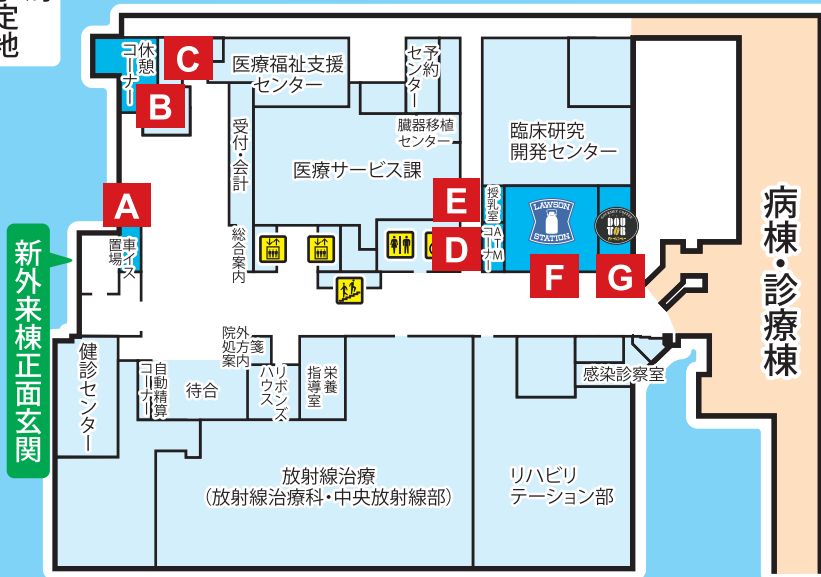 定
地
休憩
コーナー
C
B
医療福祉支援
センター
予約
センター
臓器移植
センター
受付・会計
医療サービス課
臨床研究
開発センター
A
E
授乳室
LAWSON
STATION
DOUTOR
D
ATM
コーナー
F
G
病棟・診療棟
車イス
置場
総合案内
新外来棟正面玄関
院外
処方箋
案内
健診センター
自動精算
コーナー
待合
リボンズ
ハウス
栄養
指導室
感染診察室
放射線治療
(放射線治療科・中央放射線部)
リハビリ
テーション部